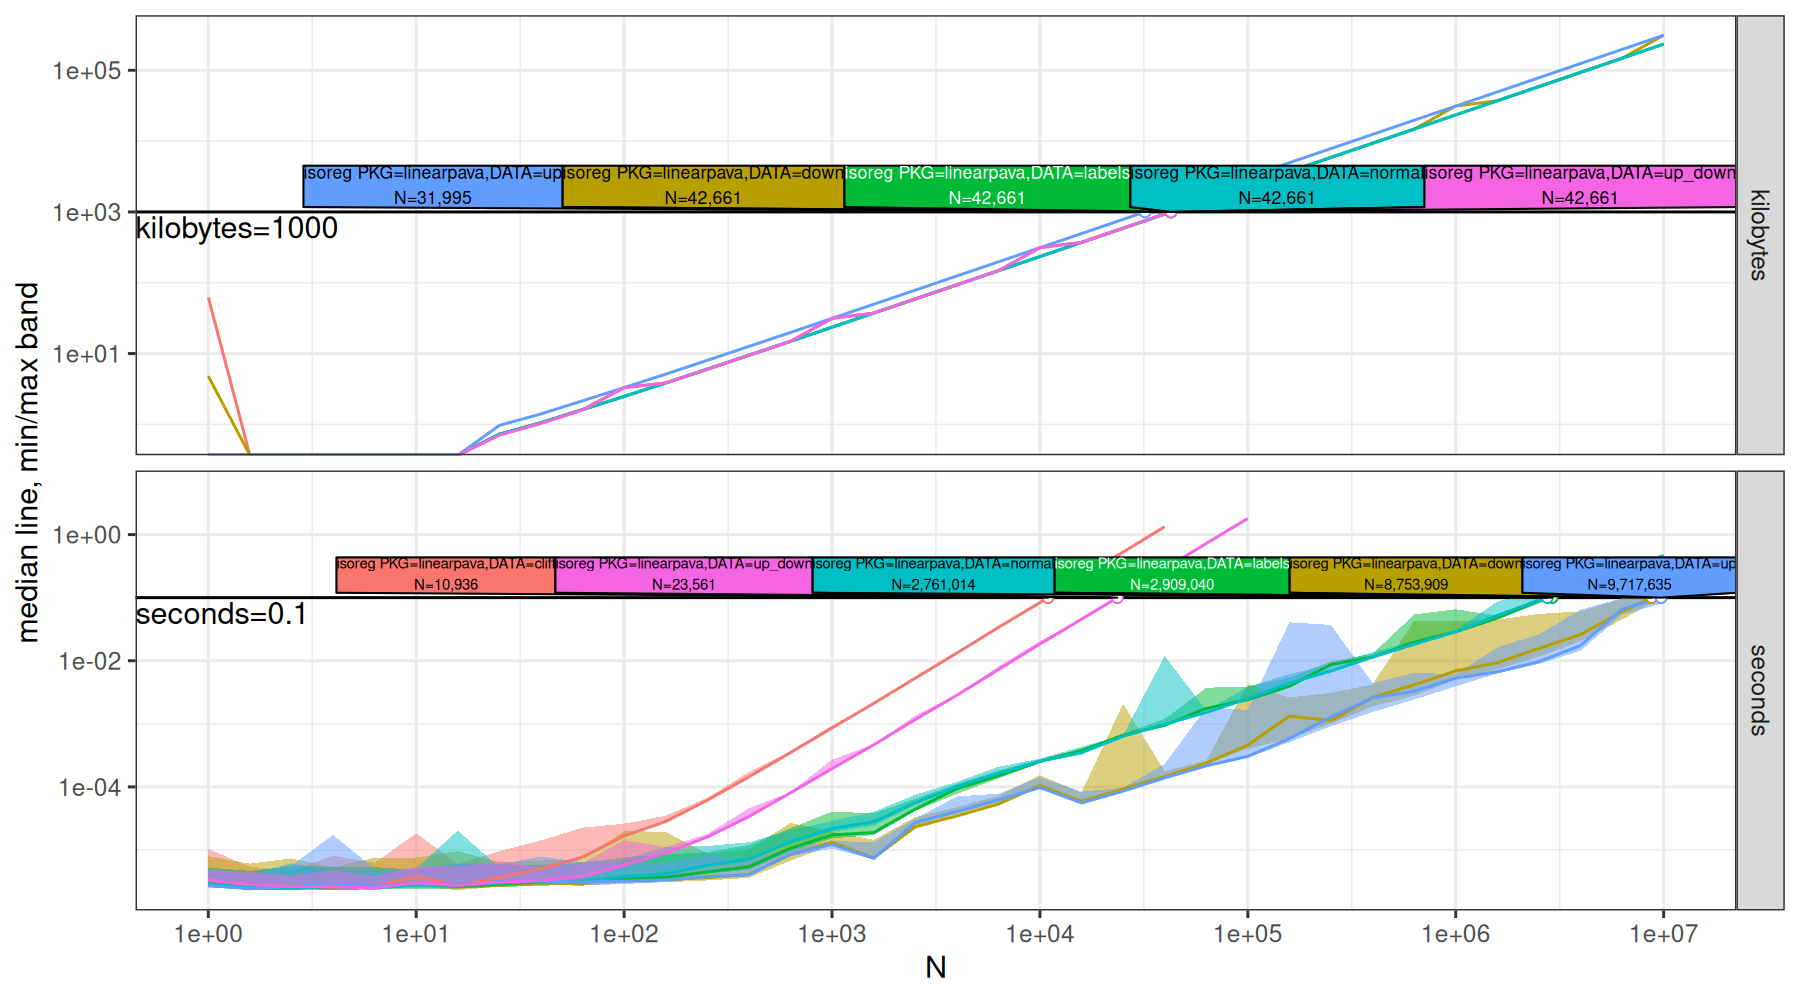 median line, min/max band
1e+05
1e+03
1e+01
isoreg PKG=linearpava,DATA=up
N=31,995
isoreg PKG=linearpava,DATA=down
N=42,661
isoreg PKG=linearpava,DATA=labels
N=42,661
isoreg PKG=linearpava,DATA=normal
N=42,661
isoreg PKG=linearpava,DATA=up_down
N=42,661
kilobytes=1000
kilobytes
1e+00
1e-02
1e-04
isoreg PKG=linearpava,DATA=cliff
N=10,936
isoreg PKG=linearpava,DATA=up_down
N=23,561
isoreg PKG=linearpava,DATA=normal
N=2,761,014
isoreg PKG=linearpava,DATA=labels
N=2,909,040
isoreg PKG=linearpava,DATA=down
N=8,753,909
isoreg PKG=linearpava,DATA=up
N=9,717,635
seconds=0.1
seconds
1e+00
1e+01
1e+02
1e+03
1e+04
1e+05
1e+06
1e+07
N